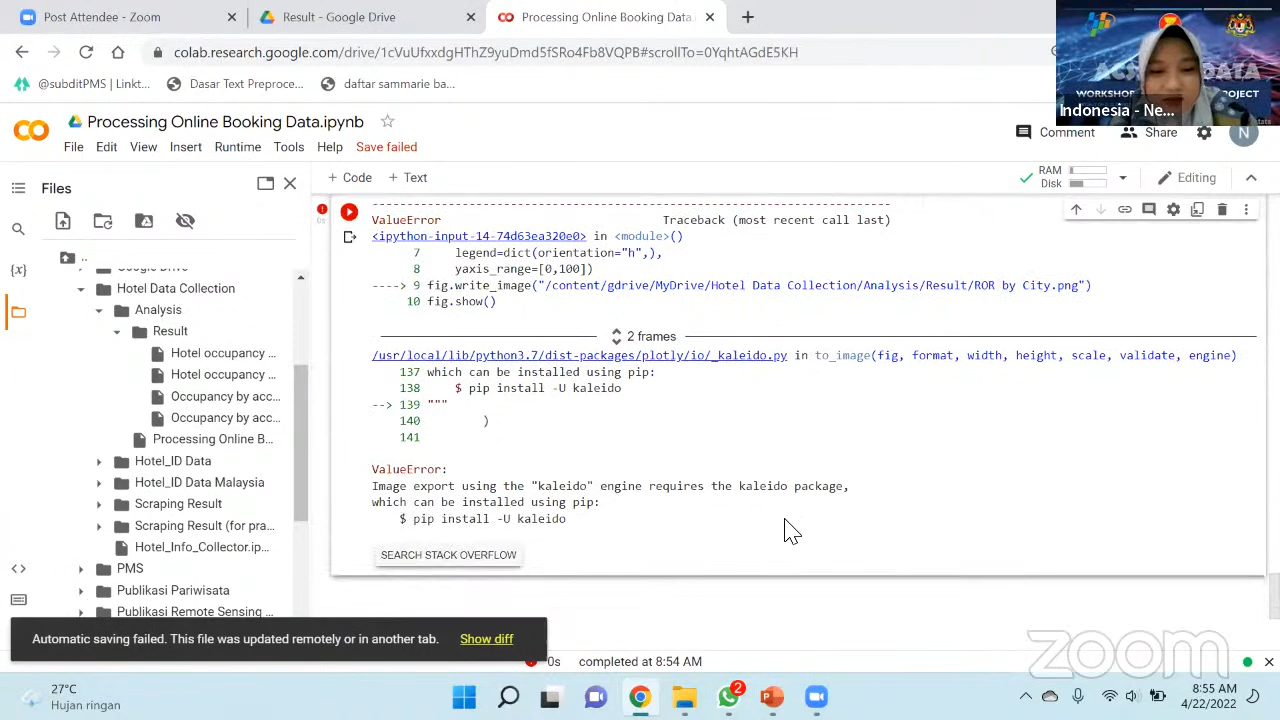 Post Attendee - Zoom
Result - Google
Online Booking Data
colab.research.google.com
@subditPMS | Linkt...
Dasar Text Preproce...
dasar sammarie ba...
WORKSHOP
PROJECT
Indonesia - Ne...
Processing Online Booking Data.ipynb
File Edit View Insert Runtime Tools Help Save failed
Comment
Share
N
Files
+ Text
RAM
Disk
Editing
..
Hotel Data Collection
Analysis
Result
Hotel occupancy ...
Hotel occupancy ...
Occupancy by acc...
Occupancy by acc...
Processing Online B...
Hotel_ID Data
Hotel_ID Data Malaysia
Scraping Result
Scraping Result (for pra...
Hotel_Info_Collector.ip...
PMS
Publikasi Pariwisata
Publikasi Remote Sensing ...
ValueError Traceback (most recent call last)
<ipython-input-14-74d63ea320e0> in <module>()
7 legend=dict(orientation="h",),
8 yaxis_range=[0,100])
--> 9 fig.write_image("/content/gdrive/MyDrive/Hotel Data Collection/Analysis/Result/ROR by City.png")
10 fig.show()
2 frames
/usr/local/lib/python3.7/dist-packages/plotly/io/_kaleido.py in to_image(fig, format, width, height, scale, validate, engine)
137 which can be installed using pip:
138 $ pip install -U kaleido
--> 139 """
140 )
141
ValueError:
Image export using the "kaleido" engine requires the kaleido package,
which can be installed using pip:
$ pip install -U kaleido
SEARCH STACK OVERFLOW
Automatic saving failed. This file was updated remotely or in another tab. Show diff
0s completed at 8:54 AM
zoom
27°C
Hujan ringan
2
8:55 AM
4/22/2022